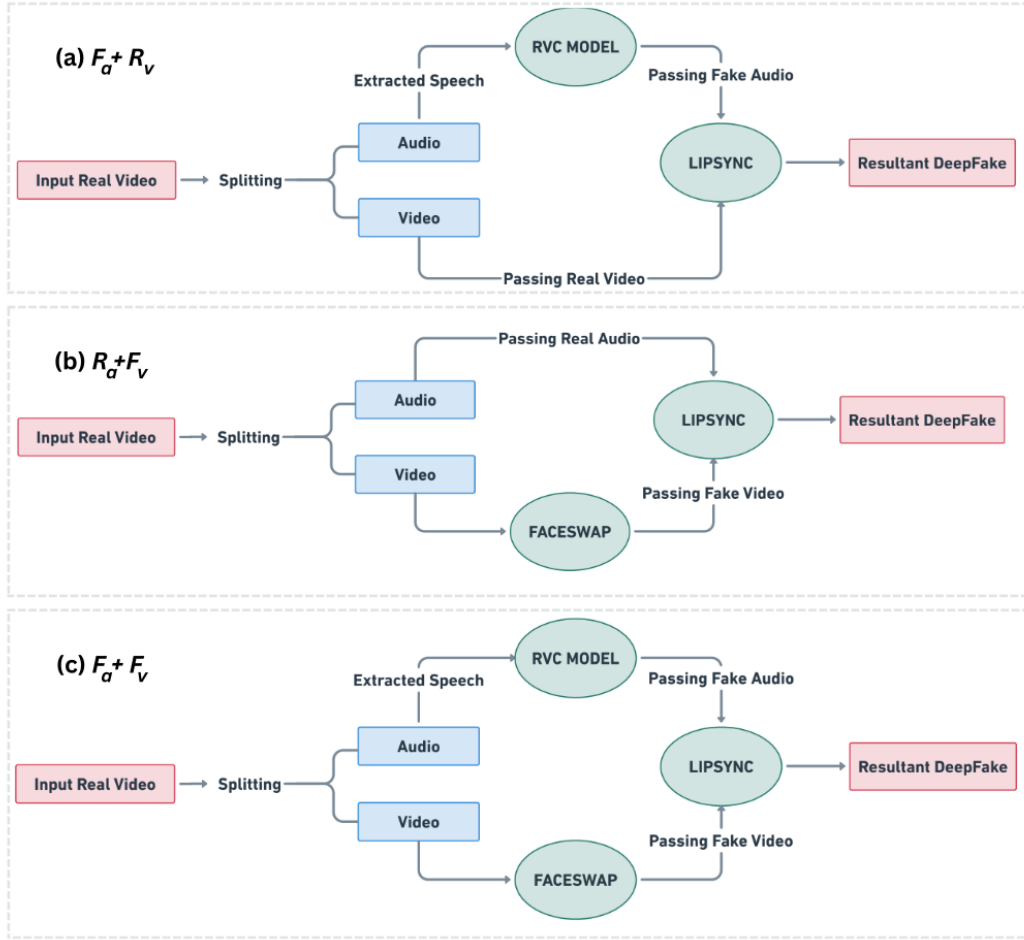 (a) Fa+ Rv
RVC MODEL
Extracted Speech
Passing Fake Audio
Audio
Input Real Video
Splitting
LIPSYNC
Resultant DeepFake
Video
Passing Real Video
(b) Ra+Fv
Passing Real Audio
Audio
Input Real Video
Splitting
LIPSYNC
Resultant DeepFake
Video
Passing Fake Video
FACESWAP
(c) Fa+ Fv
RVC MODEL
Extracted Speech
Passing Fake Audio
Audio
Input Real Video
Splitting
LIPSYNC
Resultant DeepFake
Video
Passing Fake Video
FACESWAP